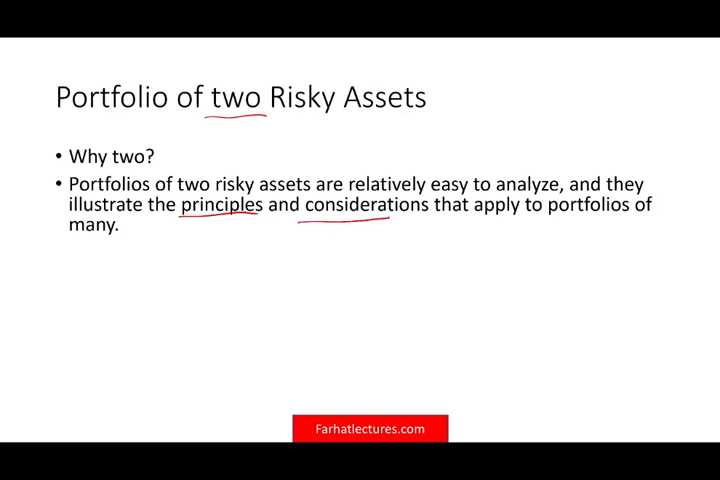 Portfolio of two Risky Assets
• Why two?
• Portfolios of two risky assets are relatively easy to analyze, and they
illustrate the principles and considerations that apply to portfolios of
many.
Farhatlectures.com